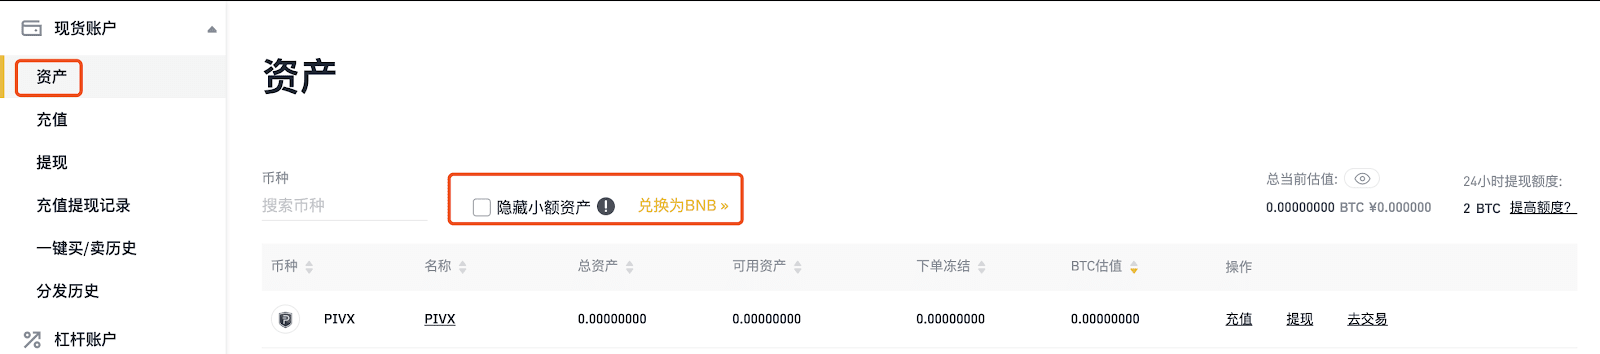 现货账户
资产
充值
提现
充值提现记录
一键买/卖历史
分发历史
杠杆账户
资产
币种
搜索币种
隐藏小额资产 兑换为BNB »
总当前估值:
0.00000000 BTC ¥0.000000
24小时提现额度:
2 BTC 提高额度?
币种 名称 总资产 可用资产 下单冻结 BTC估值 操作
PIVX PIVX 0.00000000 0.00000000 0.00000000 0.00000000 充值 提现 去交易